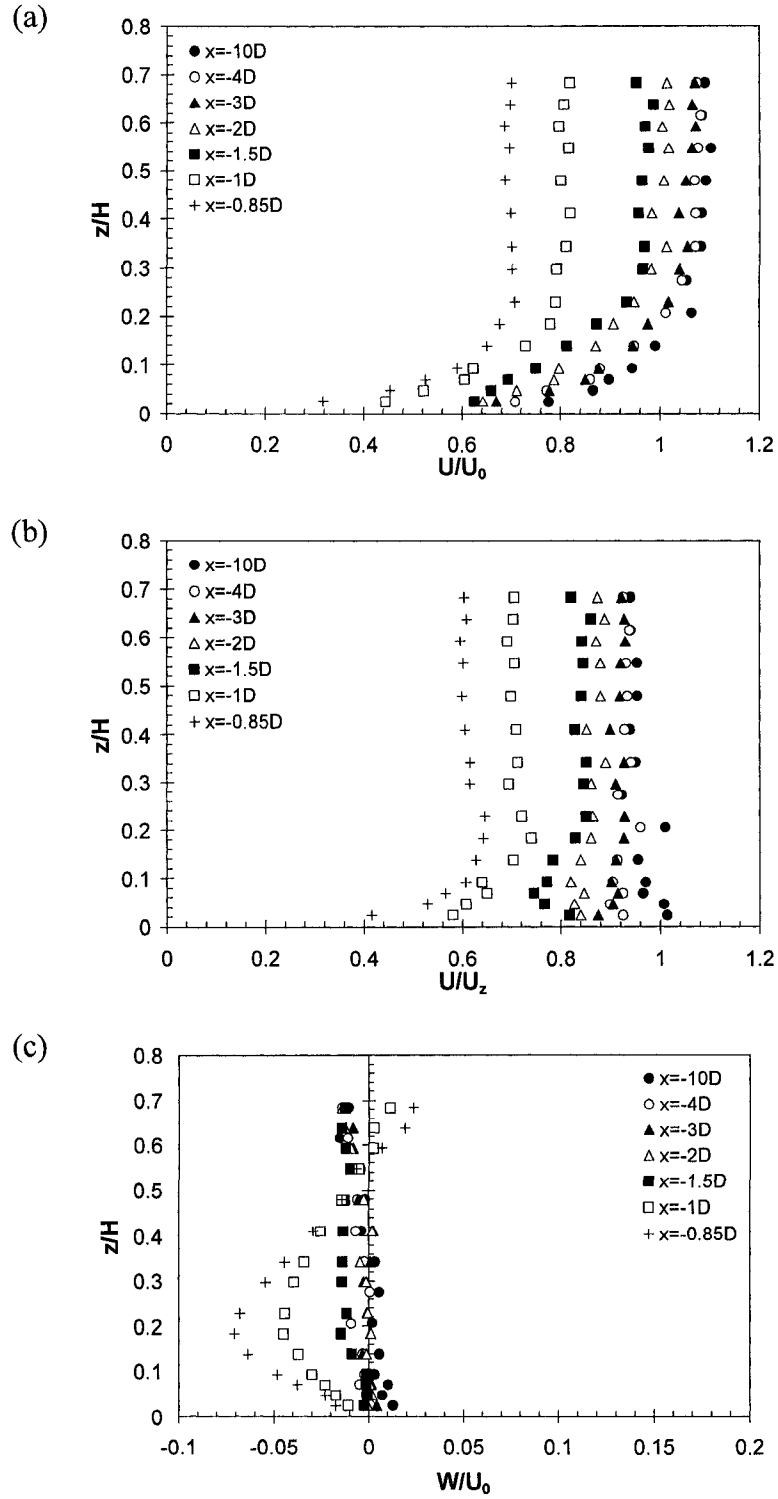 (a)
x=-10D
x=-4D
x=-3D
x=-2D
x=-1.5D
x=-1D
x=-0.85D
z/H
0.8
0.7
0.6
0.5
0.4
0.3
0.2
0.1
0
0 0.2 0.4 0.6 0.8 1 1.2
U/U₀
(b)
x=-10D
x=-4D
x=-3D
x=-2D
x=-1.5D
x=-1D
x=-0.85D
z/H
0.8
0.7
0.6
0.5
0.4
0.3
0.2
0.1
0
0 0.2 0.4 0.6 0.8 1 1.2
U/U_z
(c)
x=-10D
x=-4D
x=-3D
x=-2D
x=-1.5D
x=-1D
x=-0.85D
z/H
0.8
0.7
0.6
0.5
0.4
0.3
0.2
0.1
0
-0.1 -0.05 0 0.05 0.1 0.15 0.2
W/U₀